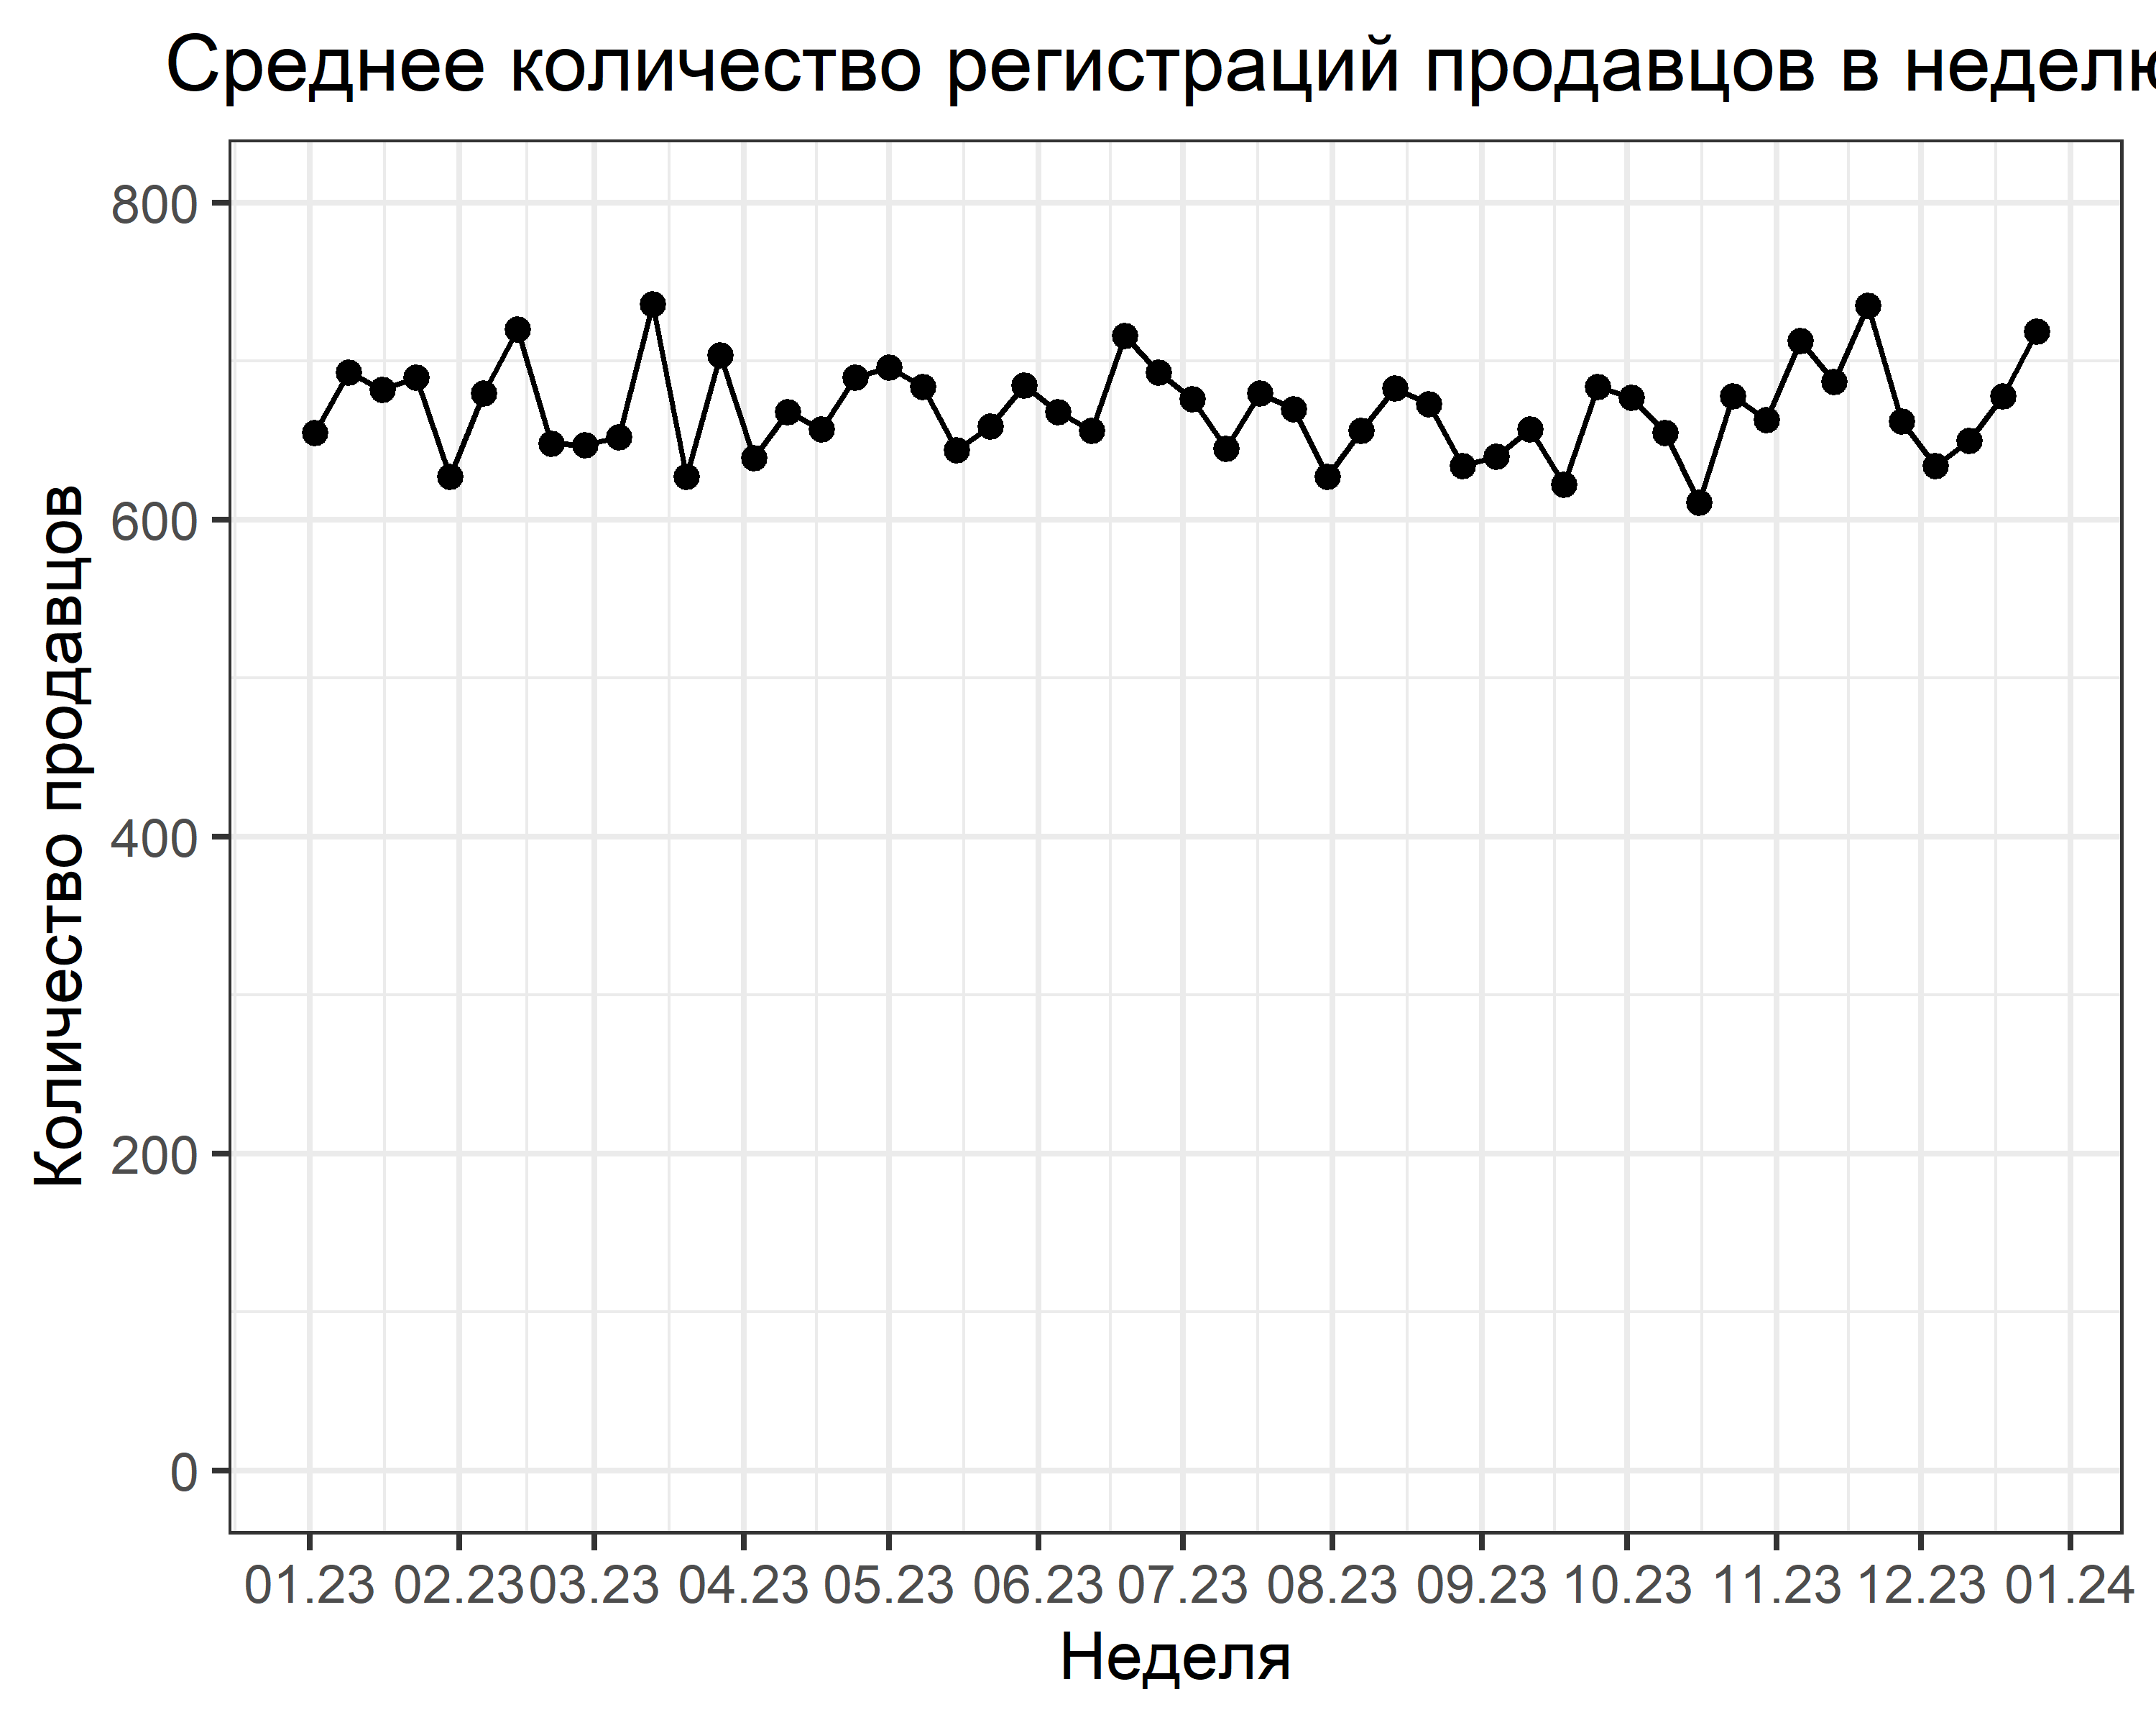 Среднее количество регистраций продавцов в неделю
Количество продавцов
800
600
400
200
0
01.23 02.23 03.23 04.23 05.23 06.23 07.23 08.23 09.23 10.23 11.23 12.23 01.24
Неделя